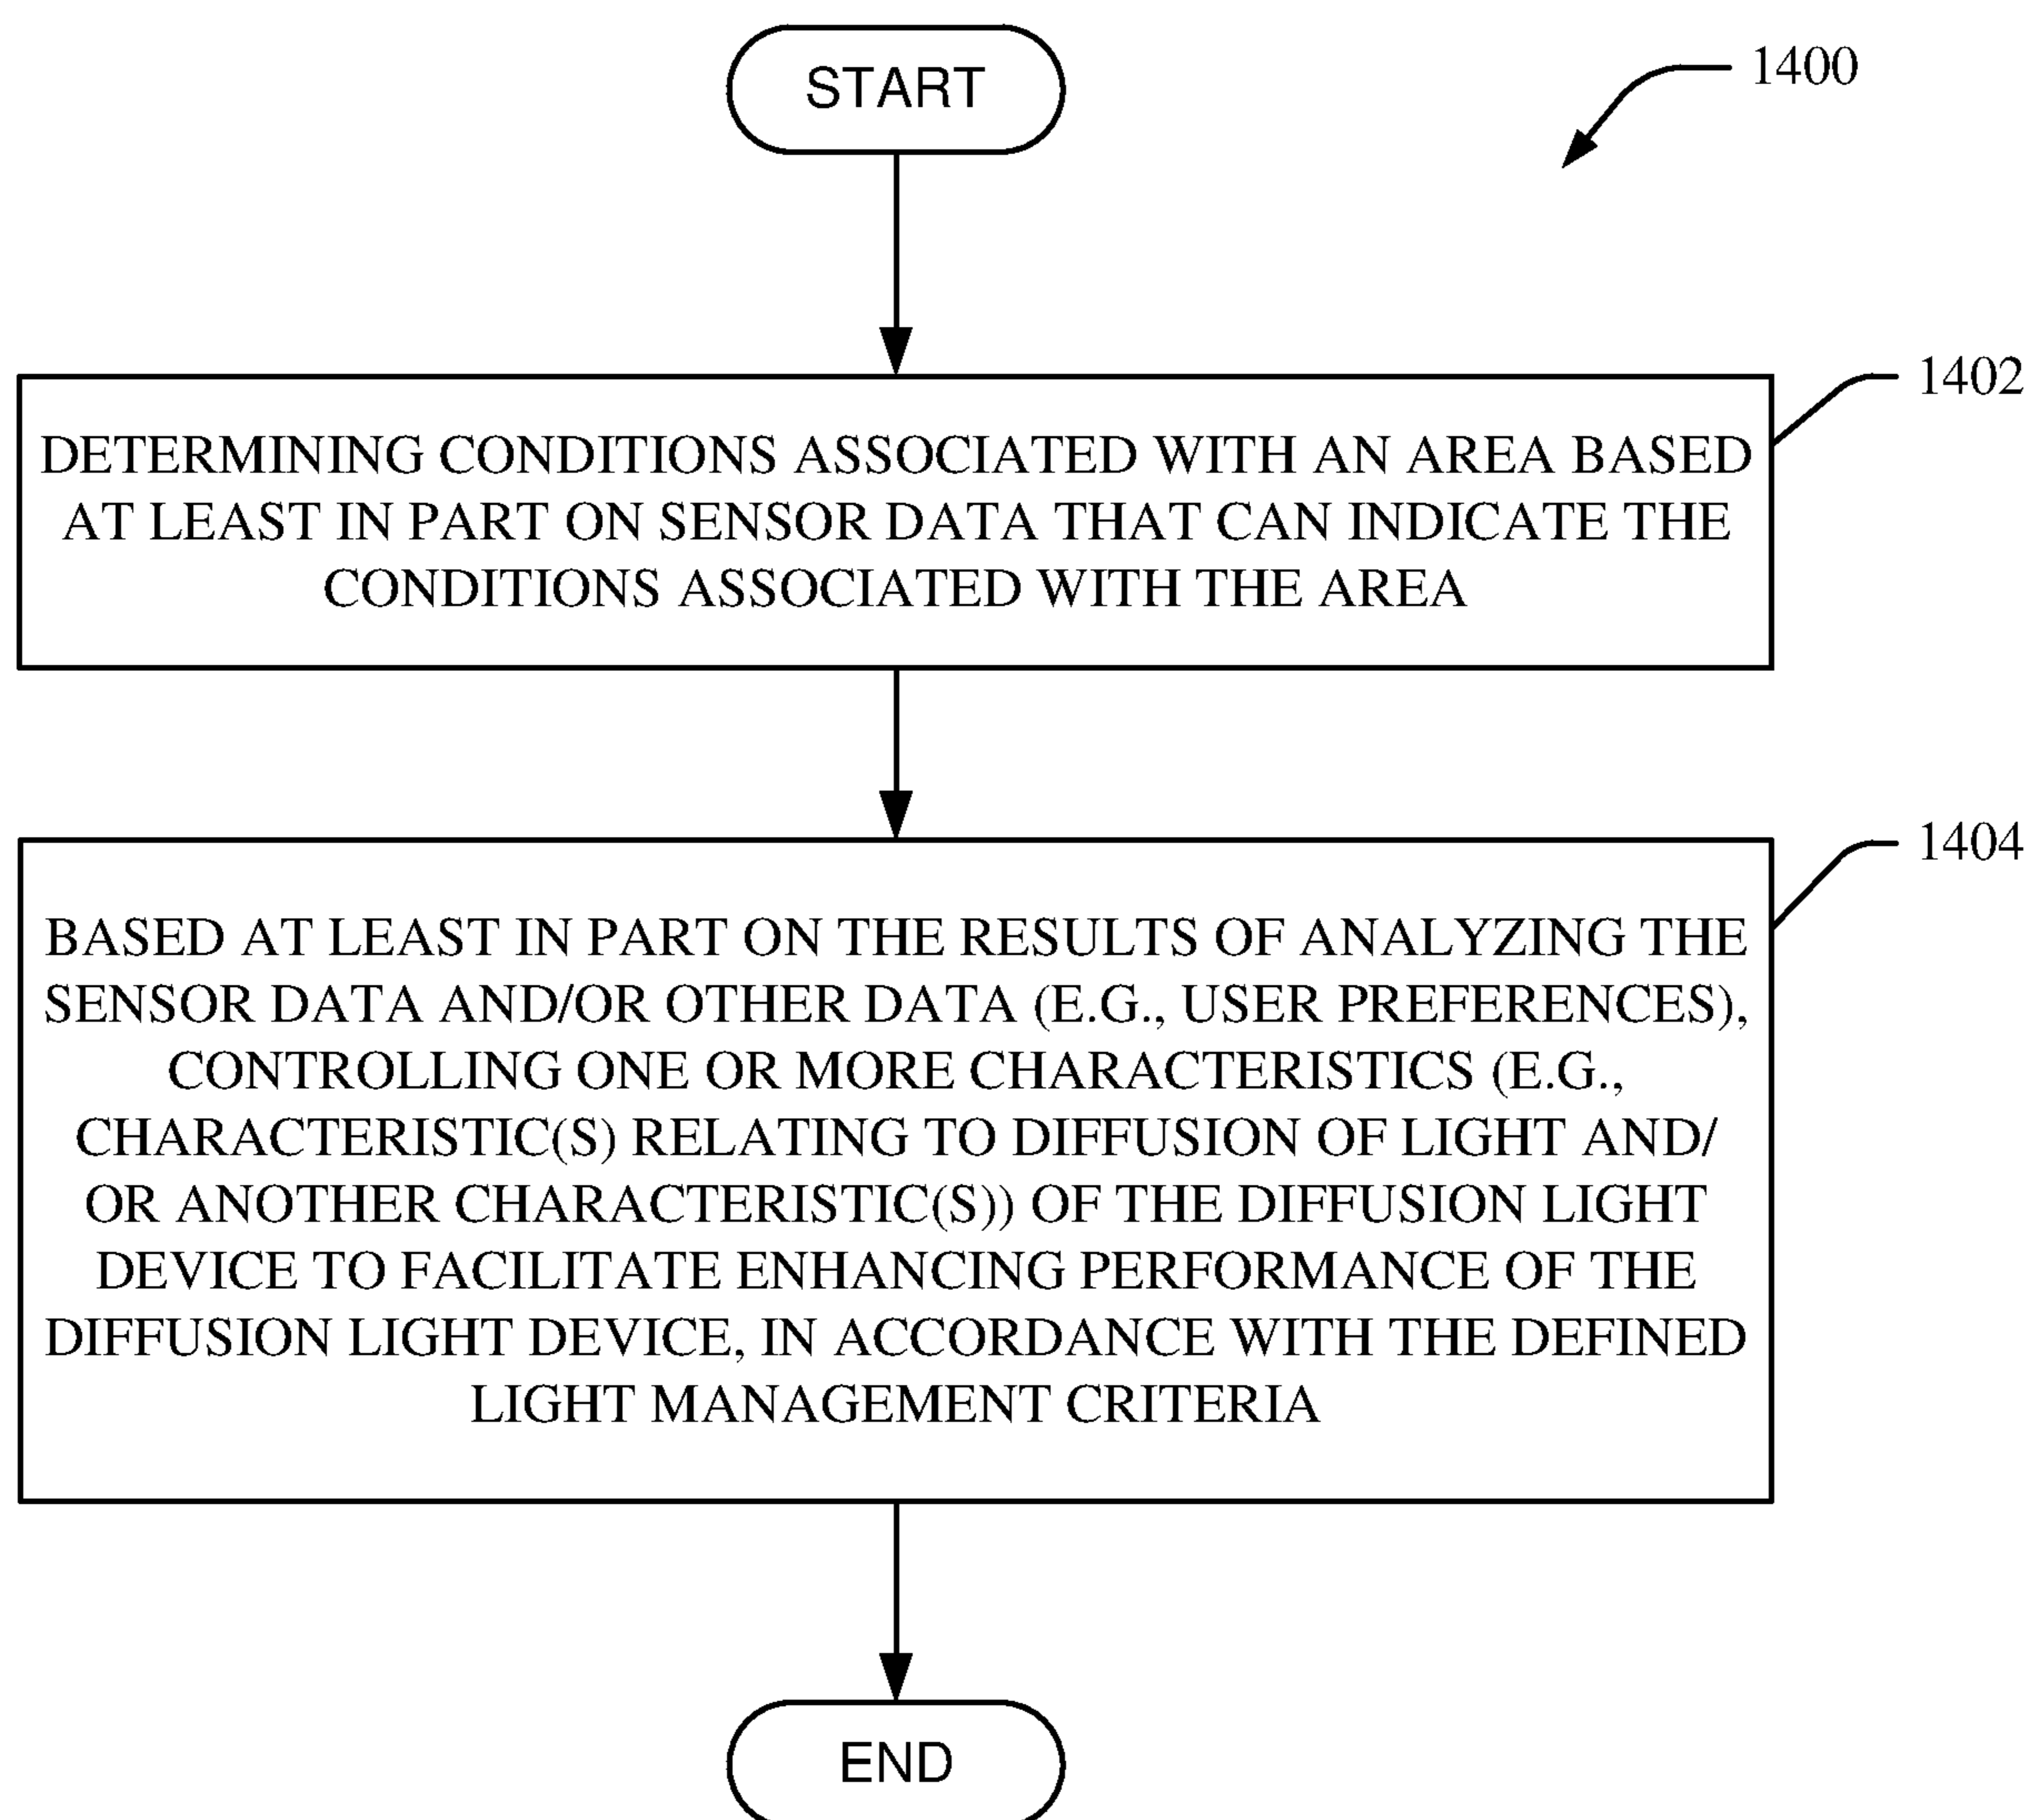 START
1400
1402
DETERMINING CONDITIONS ASSOCIATED WITH AN AREA BASED
AT LEAST IN PART ON SENSOR DATA THAT CAN INDICATE THE
CONDITIONS ASSOCIATED WITH THE AREA
1404
BASED AT LEAST IN PART ON THE RESULTS OF ANALYZING THE
SENSOR DATA AND/OR OTHER DATA (E.G., USER PREFERENCES),
CONTROLLING ONE OR MORE CHARACTERISTICS (E.G.,
CHARACTERISTIC(S) RELATING TO DIFFUSION OF LIGHT AND/
OR ANOTHER CHARACTERISTIC(S)) OF THE DIFFUSION LIGHT
DEVICE TO FACILITATE ENHANCING PERFORMANCE OF THE
DIFFUSION LIGHT DEVICE, IN ACCORDANCE WITH THE DEFINED
LIGHT MANAGEMENT CRITERIA
END